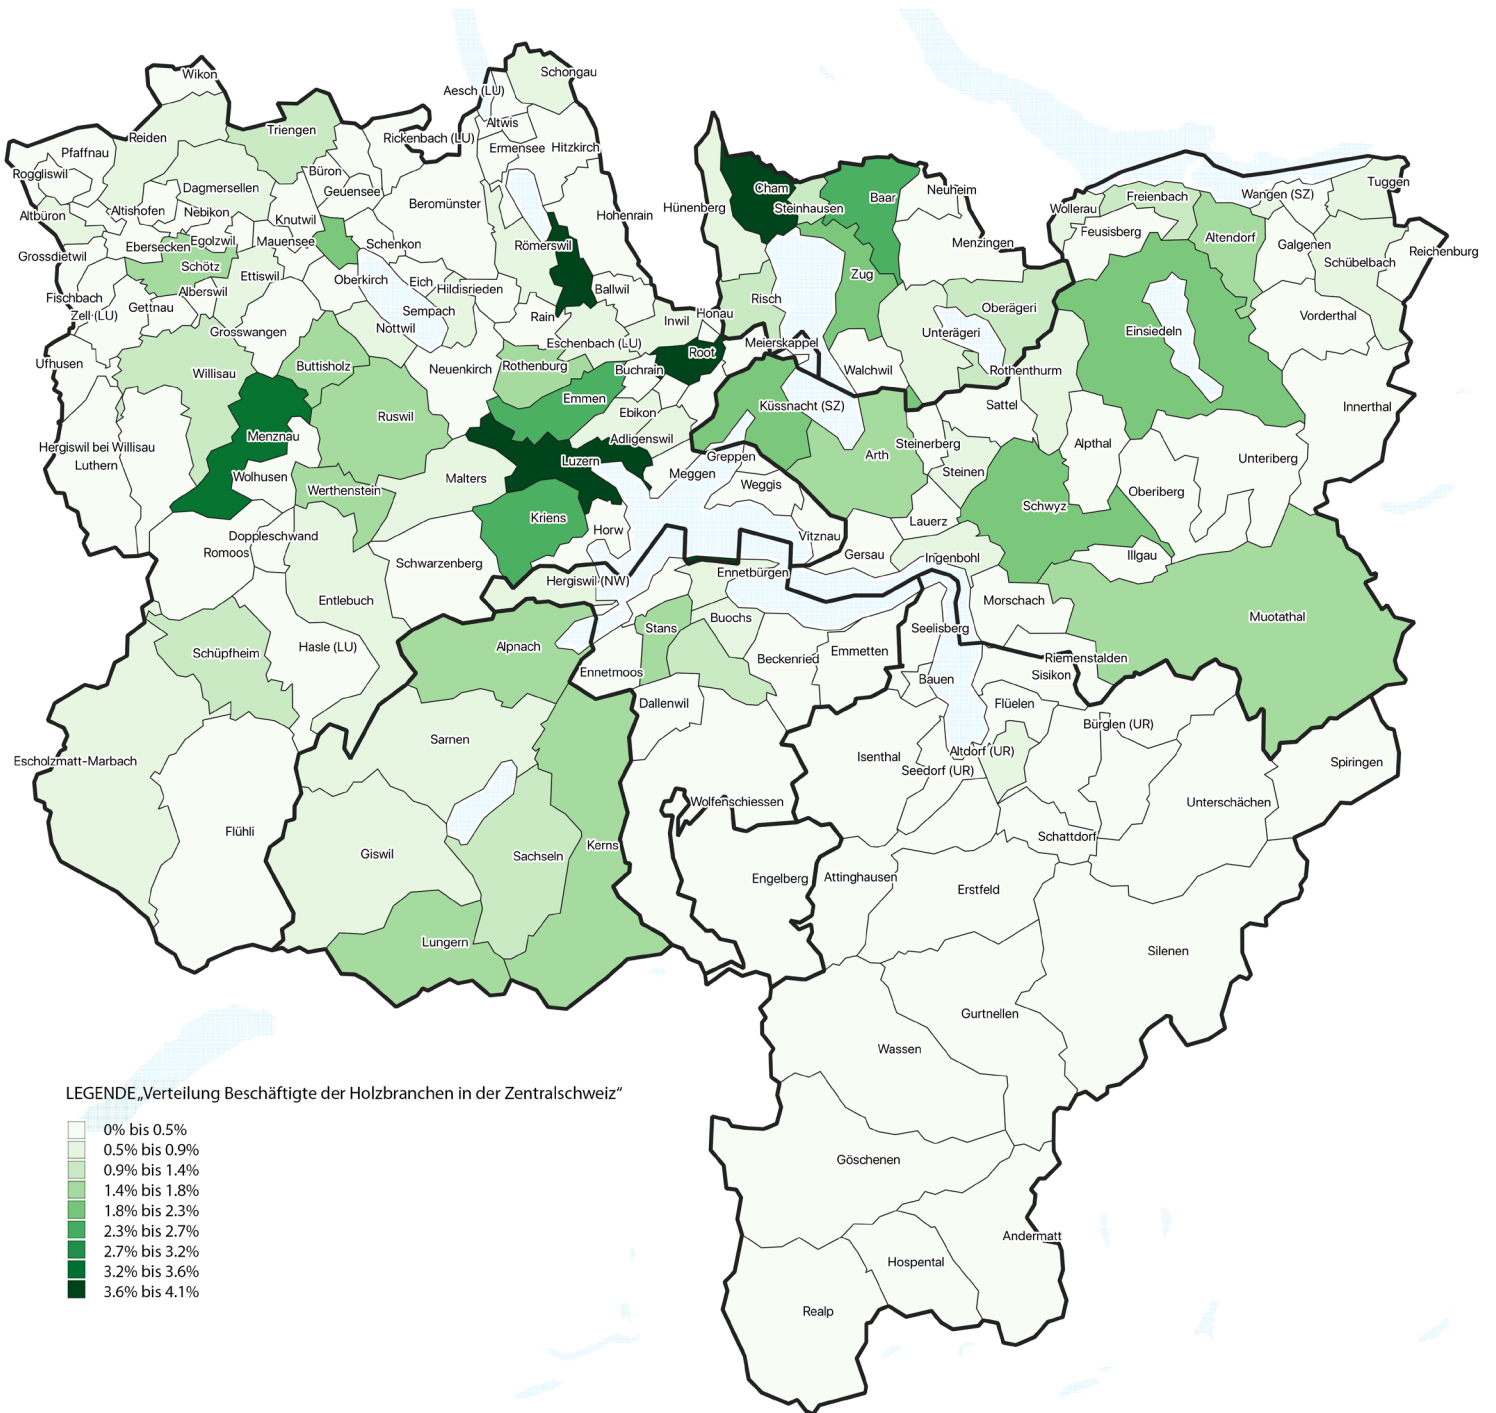 Wikon
Schongau
Aesch (LU)
Altwis
Triengen
Reiden
Rickenbach (LU)
Ermensee
Hitzkirch
Pfaffnau
Roggliswil
Büron
Geuensee
Dagmersellen
Beromünster
Altbüron
Altishofen
Nebikon
Knutwil
Hohenrain
Ebersecken
Egolzwil
Mauensee
Schenkon
Römerswil
Grossdietwil
Schötz
Ettiswil
Oberkirch
Eich
Hildisrieden
Ballwil
Fischbach
Alberswil
Gettnau
Zell (LU)
Sempach
Rain
Inwil
Honau
Grosswangen
Nottwil
Eschenbach (LU)
Root
Ufhusen
Willisau
Buttisholz
Neuenkirch
Rothenburg
Buchrain
Emmen
Ruswil
Ebikon
Adligenswil
Menznau
Hergiswil bei Willisau
Luthern
Wolhusen
Luzern
Malters
Meggen
Greppen
Weggis
Werthenstein
Kriens
Horw
Vitznau
Doppleschwand
Romoos
Schwarzenberg
Entlebuch
Hasle (LU)
Schüpfheim
Escholzmatt-Marbach
Flühli
Cham
Hünenberg
Steinhausen
Baar
Neuheim
Menzingen
Zug
Risch
Oberägeri
Unterägeri
Meierskappel
Walchwil
Rothenthurm
Wollerau
Freienbach
Wangen (SZ)
Tuggen
Feusisberg
Altendorf
Galgenen
Schübelbach
Reichenburg
Vorderthal
Einsiedeln
Innerthal
Küssnacht (SZ)
Sattel
Steinerberg
Arth
Steinen
Alpthal
Unteriberg
Oberiberg
Schwyz
Lauerz
Gersau
Ingenbohl
Illgau
Morschach
Muotathal
Riemenstalden
Hergiswil (NW)
Ennetbürgen
Stans
Buochs
Ennetmoos
Beckenried
Emmetten
Dallenwil
Wolfenschiessen
Alpnach
Sarnen
Kerns
Giswil
Sachseln
Lungern
Engelberg
Seelisberg
Bauen
Sisikon
Flüelen
Bürglen (UR)
Isenthal
Altdorf (UR)
Seedorf (UR)
Spiringen
Unterschächen
Schattdorf
Attinghausen
Erstfeld
Silenen
Gurtnellen
Wassen
Göschenen
Andermatt
Hospental
Realp
LEGENDE „Verteilung Beschäftigte der Holzbranchen in der Zentralschweiz“
0% bis 0.5%
0.5% bis 0.9%
0.9% bis 1.4%
1.4% bis 1.8%
1.8% bis 2.3%
2.3% bis 2.7%
2.7% bis 3.2%
3.2% bis 3.6%
3.6% bis 4.1%